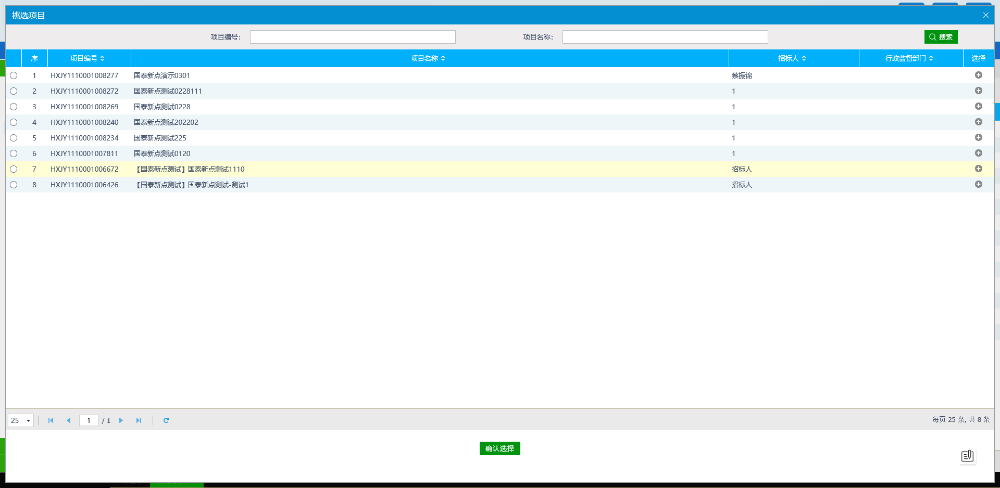 挑选项目
项目编号: 项目名称: 搜索
序 项目编号 项目名称 招标人 行政监督部门 选择
1 HXJY1110001008277 国泰新点演示0301 蔡振锦
2 HXJY1110001008272 国泰新点测试0228111 1
3 HXJY1110001008269 国泰新点测试0228 1
4 HXJY1110001008240 国泰新点测试202202 1
5 HXJY1110001008234 国泰新点测试225 1
6 HXJY1110001007811 国泰新点测试0120 1
7 HXJY1110001006672 【国泰新点测试】国泰新点测试1110 招标人
8 HXJY1110001006426 【国泰新点测试】国泰新点测试-测试1 招标人
25 1 / 1 每页 25 条, 共 8 条
确认选择